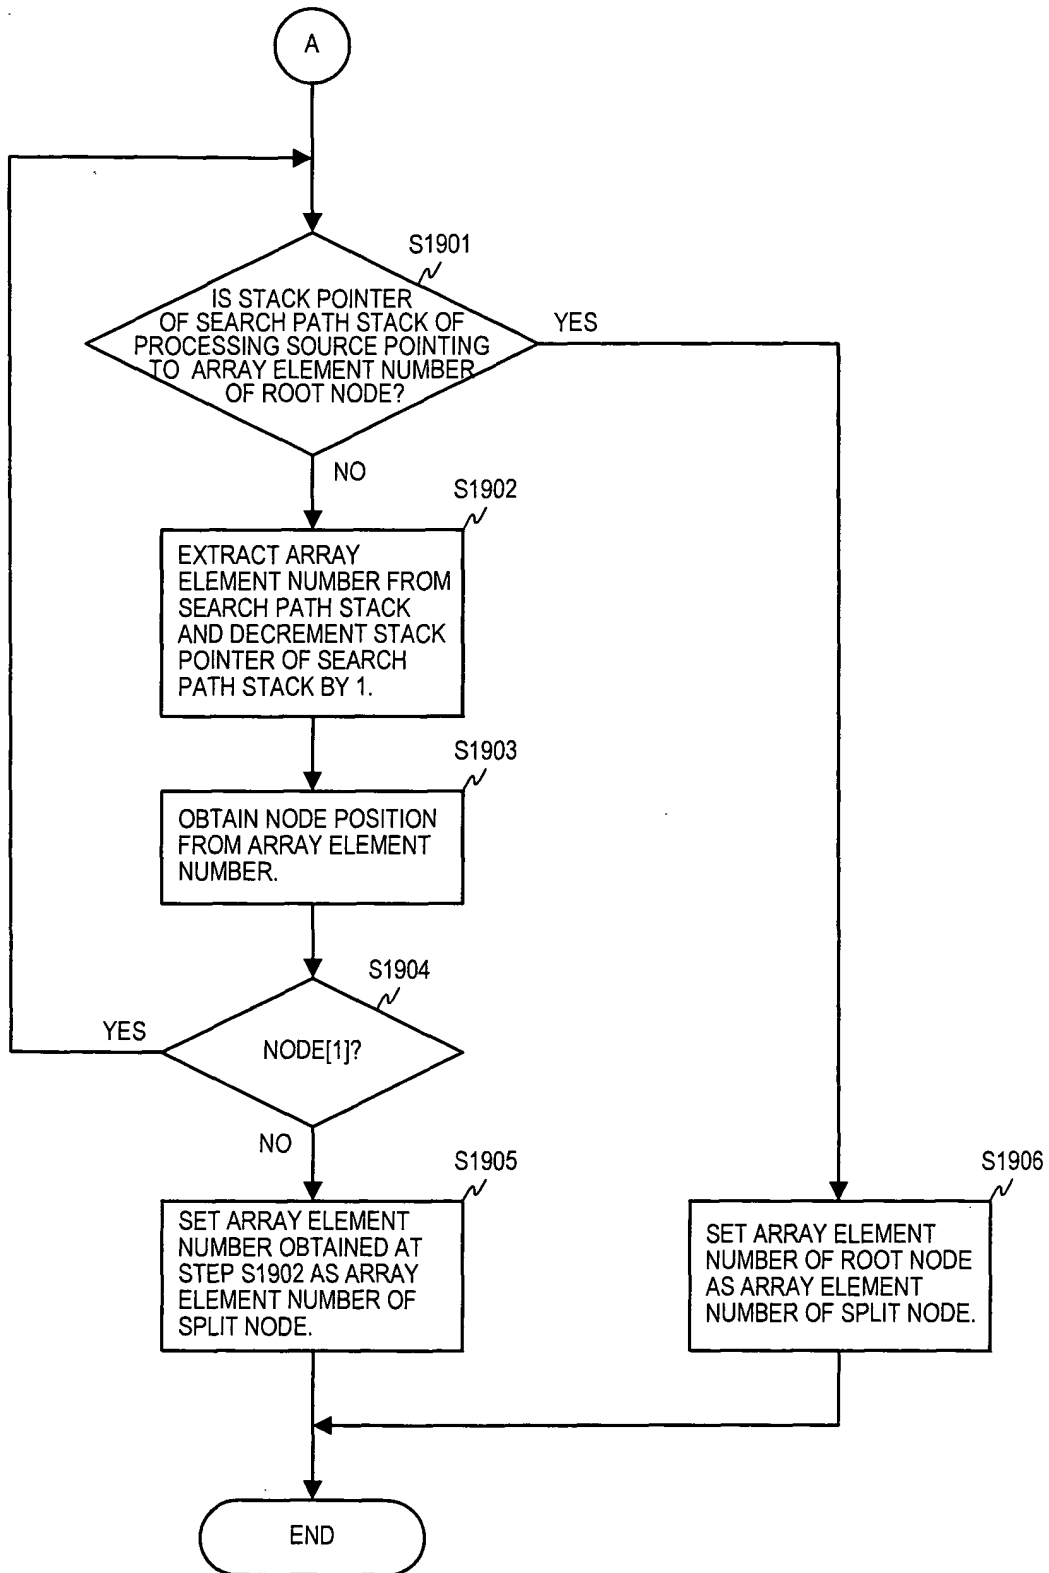 A
S1901
IS STACK POINTER
OF SEARCH PATH STACK OF
PROCESSING SOURCE POINTING
TO ARRAY ELEMENT NUMBER
OF ROOT NODE?
YES
NO
S1902
EXTRACT ARRAY
ELEMENT NUMBER FROM
SEARCH PATH STACK
AND DECREMENT STACK
POINTER OF SEARCH
PATH STACK BY 1.
S1903
OBTAIN NODE POSITION
FROM ARRAY ELEMENT
NUMBER.
S1904
YES
NODE[1]?
NO
S1905
SET ARRAY ELEMENT
NUMBER OBTAINED AT
STEP S1902 AS ARRAY
ELEMENT NUMBER OF
SPLIT NODE.
S1906
SET ARRAY ELEMENT
NUMBER OF ROOT NODE
AS ARRAY ELEMENT
NUMBER OF SPLIT NODE.
END